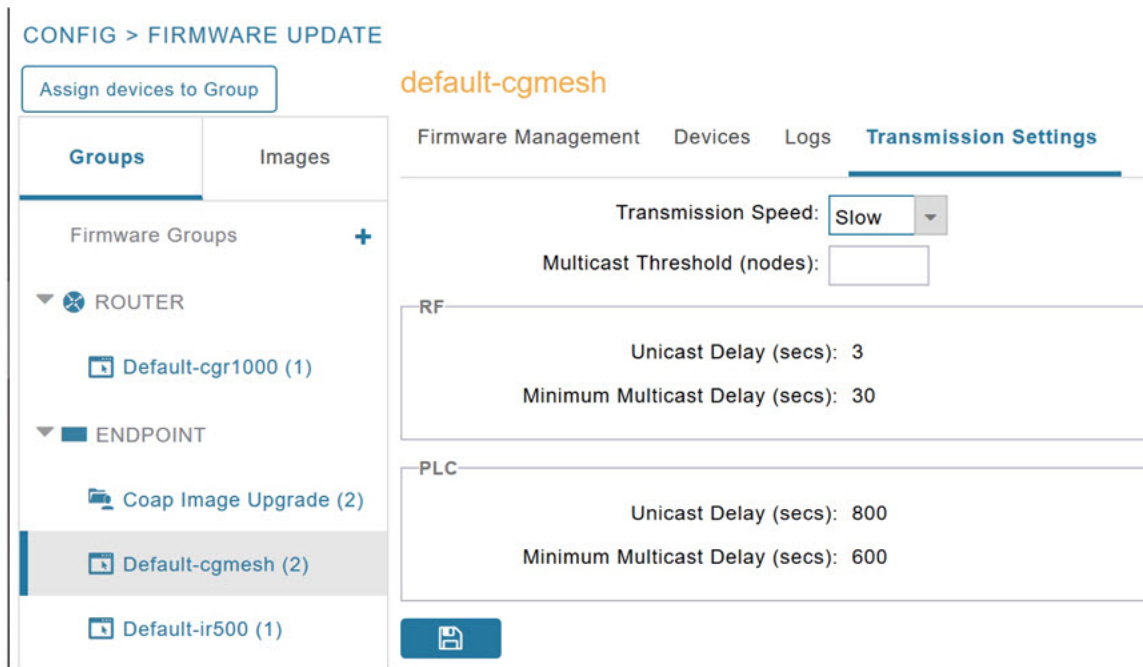 CONFIG > FIRMWARE UPDATE
Assign devices to Group
Groups
Images
Firmware Groups
+
ROUTER
Default-cgr1000 (1)
ENDPOINT
Coap Image Upgrade (2)
Default-cgmesh (2)
Default-ir500 (1)
default-cgmesh
Firmware Management
Devices
Logs
Transmission Settings
Transmission Speed: Slow
Multicast Threshold (nodes):
RF
Unicast Delay (secs): 3
Minimum Multicast Delay (secs): 30
PLC
Unicast Delay (secs): 800
Minimum Multicast Delay (secs): 600